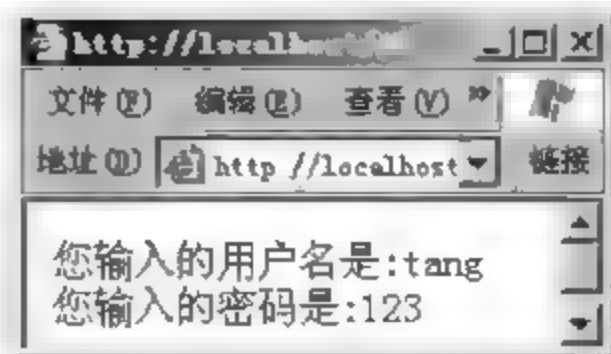 http://localhost
文件(F) 编辑(E) 查看(V) »
地址(D) http //localhost 链接
您输入的用户名是:tang
您输入的密码是:123